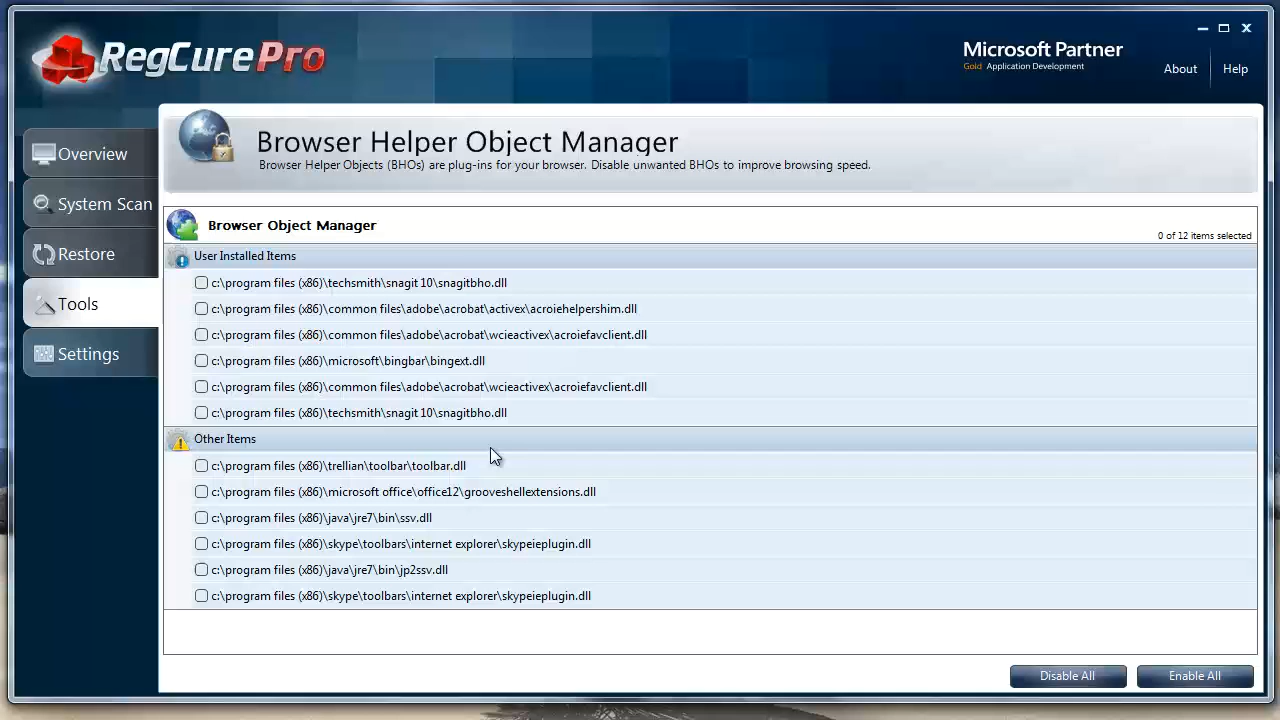 RegCure Pro
Microsoft Partner
Gold Application Development
About
Help
Overview
System Scan
Restore
Tools
Settings
Browser Helper Object Manager
Browser Helper Objects (BHOs) are plug-ins for your browser. Disable unwanted BHOs to improve browsing speed.
Browser Object Manager
0 of 12 items selected
User Installed Items
c:\program files (x86)\techsmith\snagit 10\snagitbho.dll
c:\program files (x86)\common files\adobe\acrobat\activex\acroiehelpershim.dll
c:\program files (x86)\common files\adobe\acrobat\wcieactivex\acroiefavclient.dll
c:\program files (x86)\microsoft\bingbar\bingext.dll
c:\program files (x86)\common files\adobe\acrobat\wcieactivex\acroiefavclient.dll
c:\program files (x86)\techsmith\snagit 10\snagitbho.dll
Other Items
c:\program files (x86)\trellian\toolbar\toolbar.dll
c:\program files (x86)\microsoft office\office12\grooveshellextensions.dll
c:\program files (x86)\java\jre7\bin\ssv.dll
c:\program files (x86)\skype\toolbars\internet explorer\skypeieplugin.dll
c:\program files (x86)\java\jre7\bin\jp2ssv.dll
c:\program files (x86)\skype\toolbars\internet explorer\skypeieplugin.dll
Disable All
Enable All